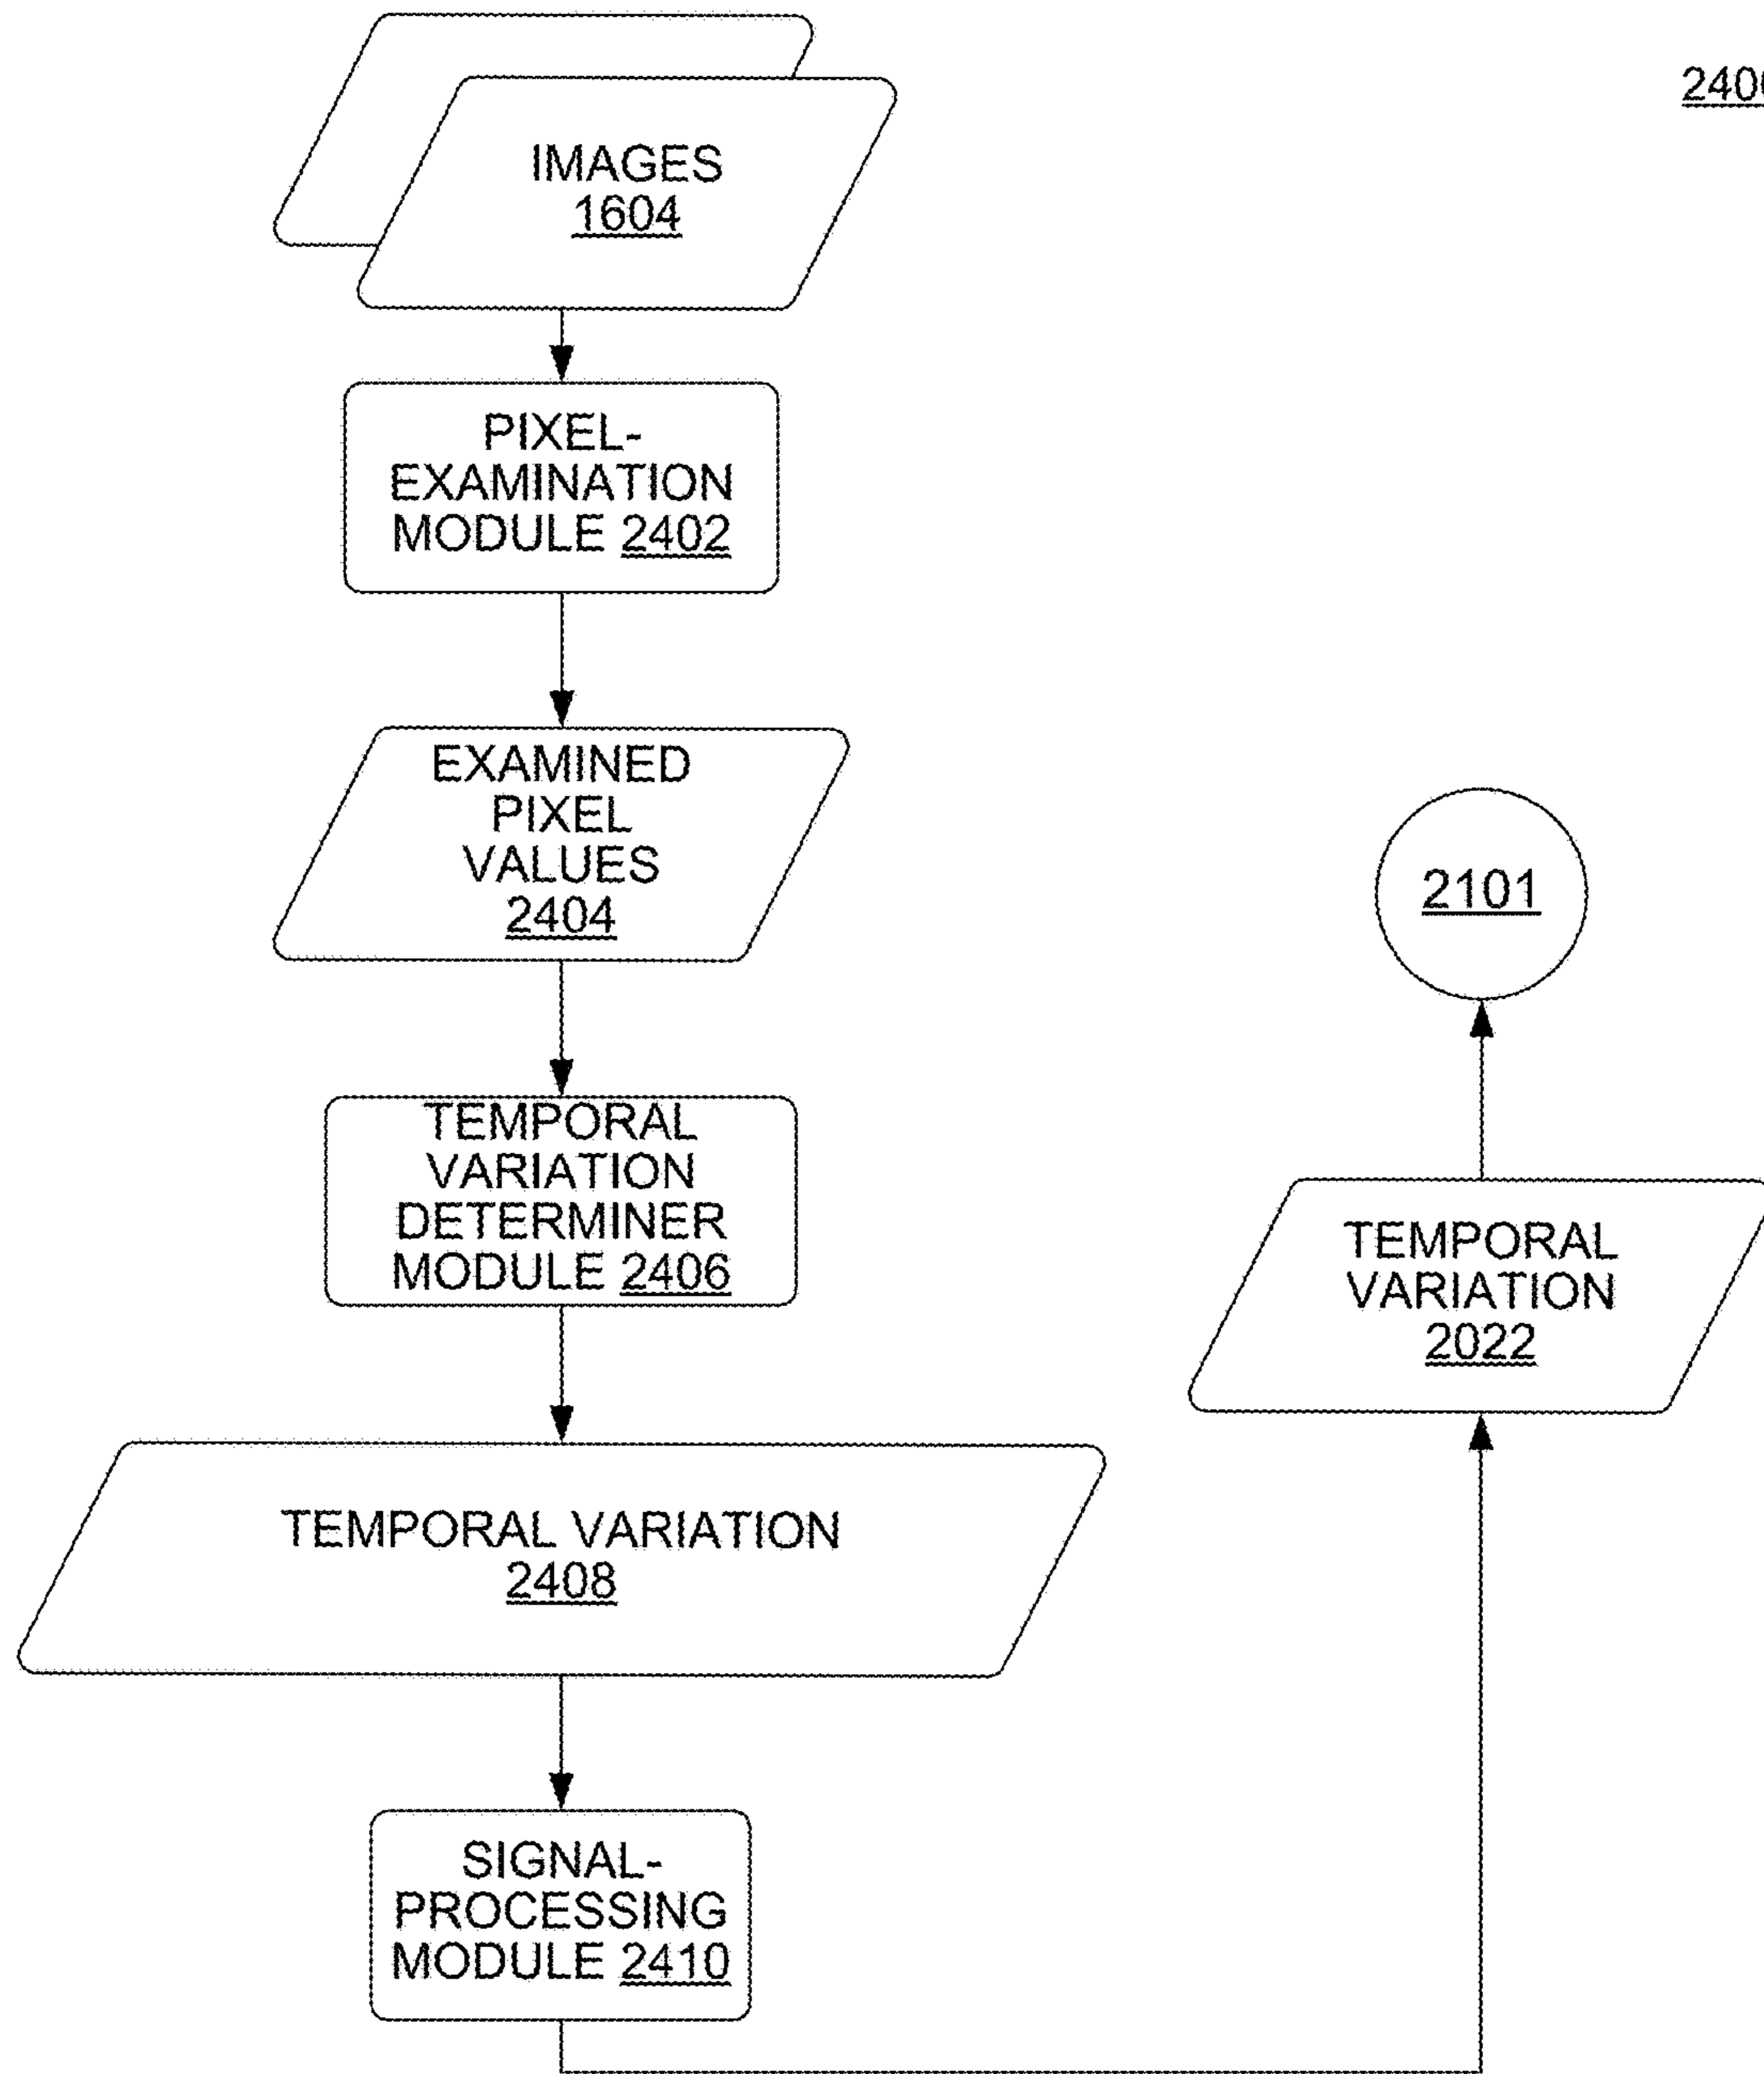 2400
IMAGES
1604
PIXEL-
EXAMINATION
MODULE 2402
EXAMINED
PIXEL
VALUES
2404
TEMPORAL
VARIATION
DETERMINER
MODULE 2406
TEMPORAL VARIATION
2408
SIGNAL-
PROCESSING
MODULE 2410
2101
TEMPORAL
VARIATION
2022